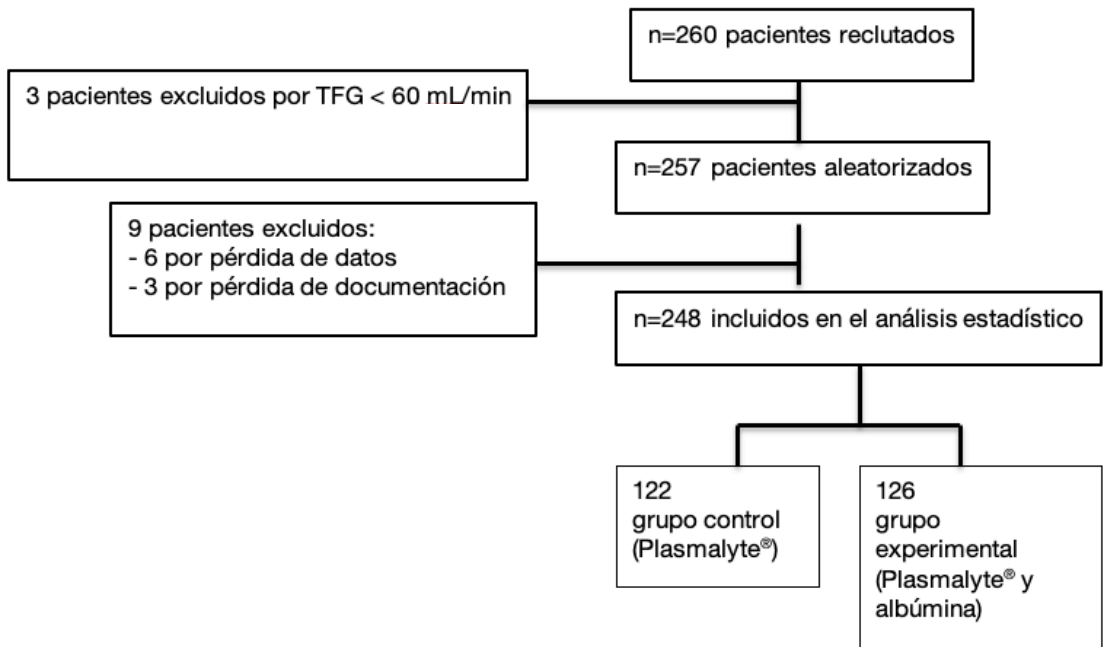 n=260 pacientes reclutados
3 pacientes excluidos por TFG < 60 mL/min
n=257 pacientes aleatorizados
9 pacientes excluidos:
- 6 por pérdida de datos
- 3 por pérdida de documentación
n=248 incluidos en el análisis estadístico
122
grupo control
(Plasmalyte®)
126
grupo
experimental
(Plasmalyte® y
albúmina)